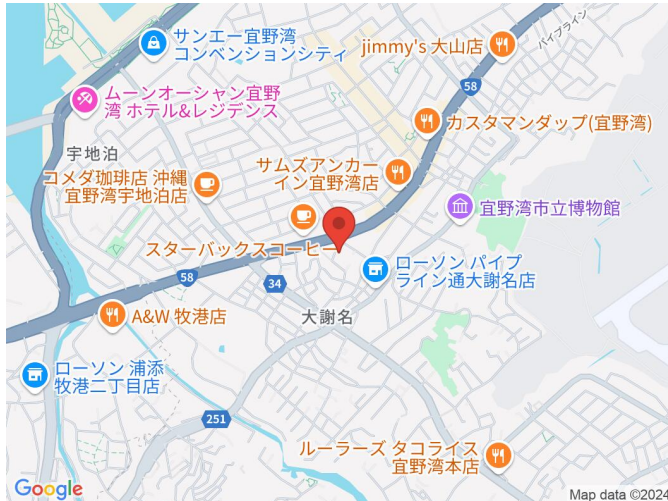 サンエー宜野湾
コンベンションシティ
jimmy's 大山店
パイプライン
58
ムーンオーシャン宜野
湾 ホテル&レジデンス
カスタマンダップ(宜野湾)
宇地泊
コメダ珈琲店 沖縄
宜野湾宇地泊店
サムズアンカー
イン宜野湾店
宜野湾市立博物館
スターバックスコーヒー
ローソン パイプ
ライン通大謝名店
58
34
大謝名
A&W 牧港店
ローソン 浦添
牧港二丁目店
251
ルーラーズ タコライス
宜野湾本店
Google
Map data ©2024